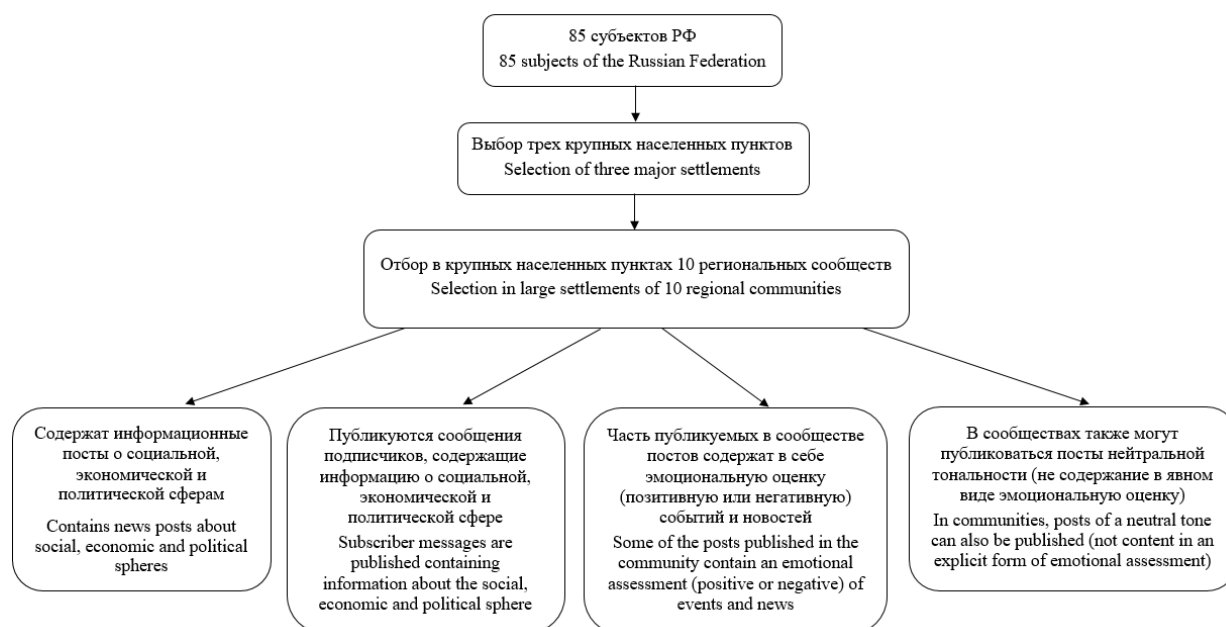 85 субъектов РФ
85 subjects of the Russian Federation
Выбор трех крупных населенных пунктов
Selection of three major settlements
Отбор в крупных населенных пунктах 10 региональных сообществ
Selection in large settlements of 10 regional communities
Содержат информационные
посты о социальной,
экономической и
политической сферам
Contains news posts about
social, economic and political
spheres
Публикуются сообщения
подписчиков, содержащие
информацию о социальной,
экономической и
политической сфере
Subscriber messages are
published containing
information about the social,
economic and political sphere
Часть публикуемых в сообществе
постов содержат в себе
эмоциональную оценку
(позитивную или негативную)
событий и новостей
Some of the posts published in the
community contain an emotional
assessment (positive or negative) of
events and news
В сообществах также могут
публиковаться посты нейтральной
тональности (не содержание в явном
виде эмоциональную оценку)
In communities, posts of a neutral tone
can also be published (not content in an
explicit form of emotional assessment)